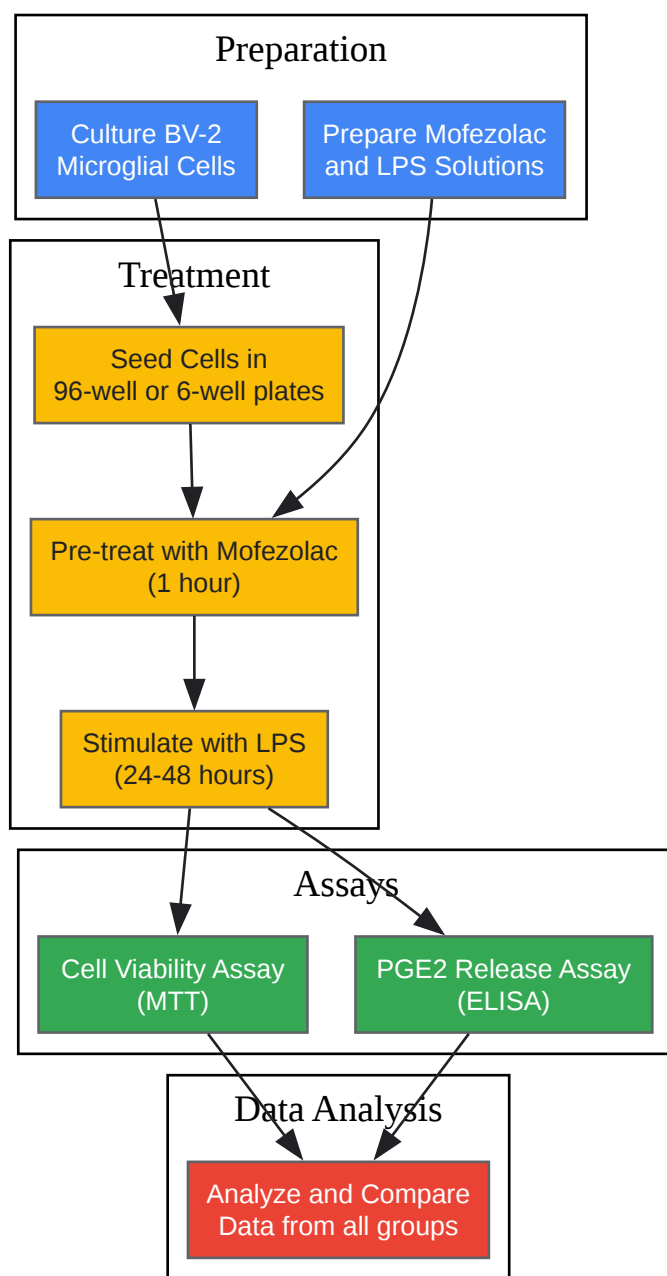 Preparation
Culture BV-2
Microglial Cells
Prepare Mofezolac
and LPS Solutions
Treatment
Seed Cells in
96-well or 6-well plates
Pre-treat with Mofezolac
(1 hour)
Stimulate with LPS
(24-48 hours)
Assays
Cell Viability Assay
(MTT)
PGE2 Release Assay
(ELISA)
Data Analysis
Analyze and Compare
Data from all groups